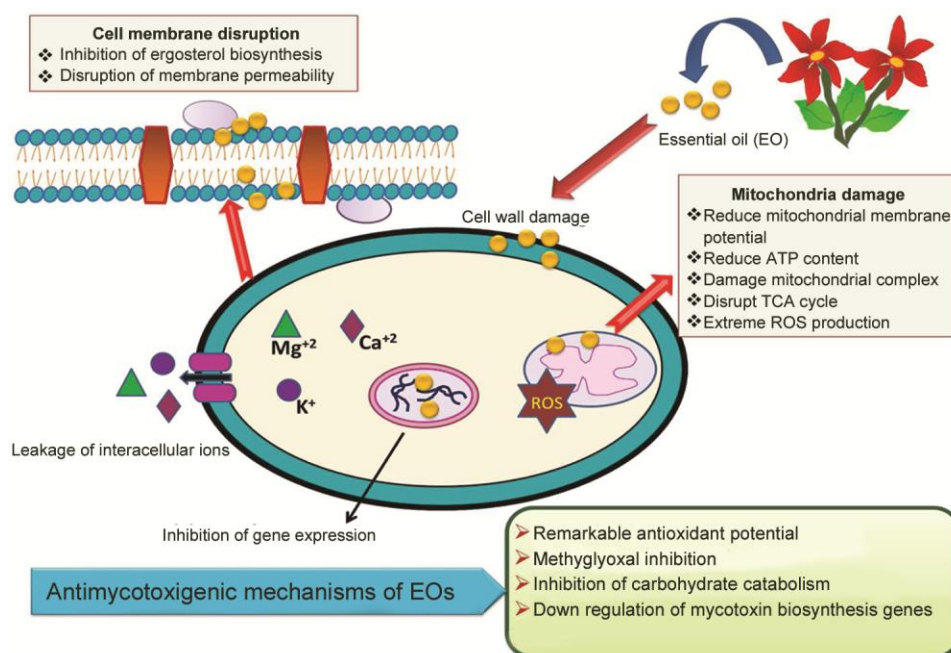 Cell membrane disruption
❖ Inhibition of ergosterol biosynthesis
❖ Disruption of membrane permeability
Essential oil (EO)
Mitochondria damage
❖Reduce mitochondrial membrane
potential
❖Reduce ATP content
❖Damage mitochondrial complex
❖Disrupt TCA cycle
❖Extreme ROS production
Cell wall damage
Mg+2
Ca+2
K+
ROS
Leakage of interacellular ions
Inhibition of gene expression
Antimycotoxigenic mechanisms of EOs
➢ Remarkable antioxidant potential
➢ Methyglyoxal inhibition
➢ Inhibition of carbohydrate catabolism
➢ Down regulation of mycotoxin biosynthesis genes